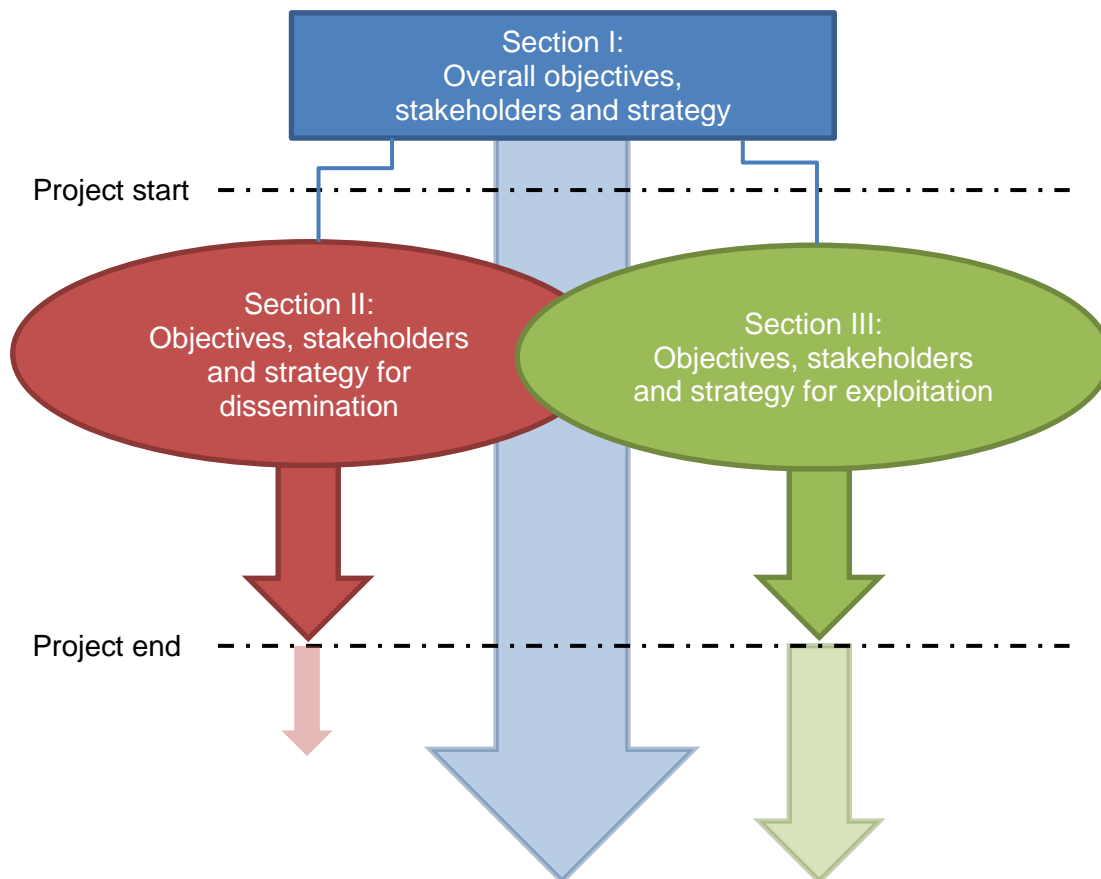 Section I:
Overall objectives,
stakeholders and strategy
Project start
Section II:
Objectives, stakeholders
and strategy for
dissemination
Section III:
Objectives, stakeholders
and strategy for exploitation
Project end